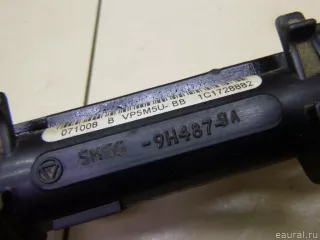 071008 B VP5M5U- BB 1C1728882
5M5G -9H487-BA
eaural.ru